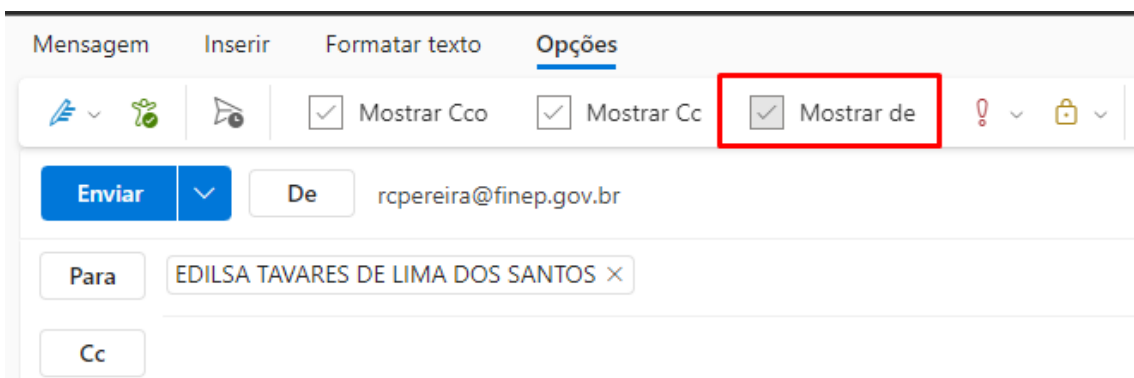 Mensagem Inserir Formatar texto Opções
Mostrar Cco Mostrar Cc Mostrar de
Enviar De rcpereira@finep.gov.br
Para EDILSA TAVARES DE LIMA DOS SANTOS
Cc